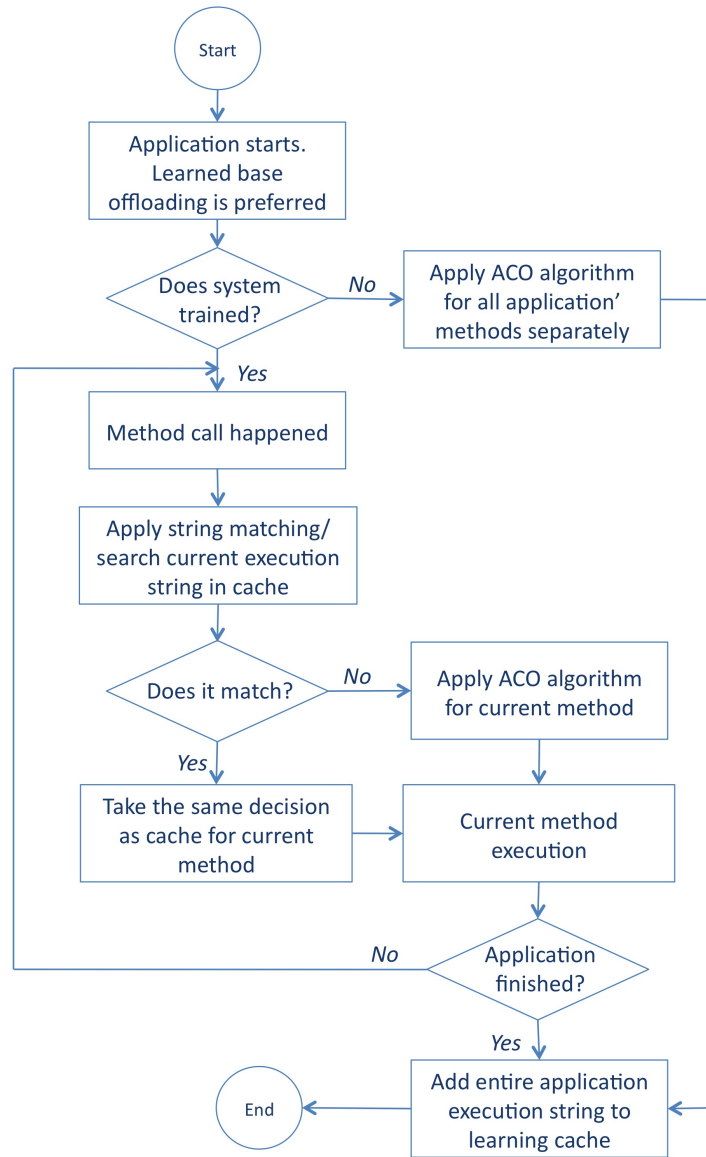 Start
Application starts.
Learned base
offloading is preferred
Does system
trained?
No
Apply ACO algorithm
for all application’
methods separately
Yes
Method call happened
Apply string matching/
search current execution
string in cache
Does it match?
No
Apply ACO algorithm
for current method
Yes
Take the same decision
as cache for current
method
Current method
execution
No
Application
finished?
Yes
Add entire application
execution string to
learning cache
End